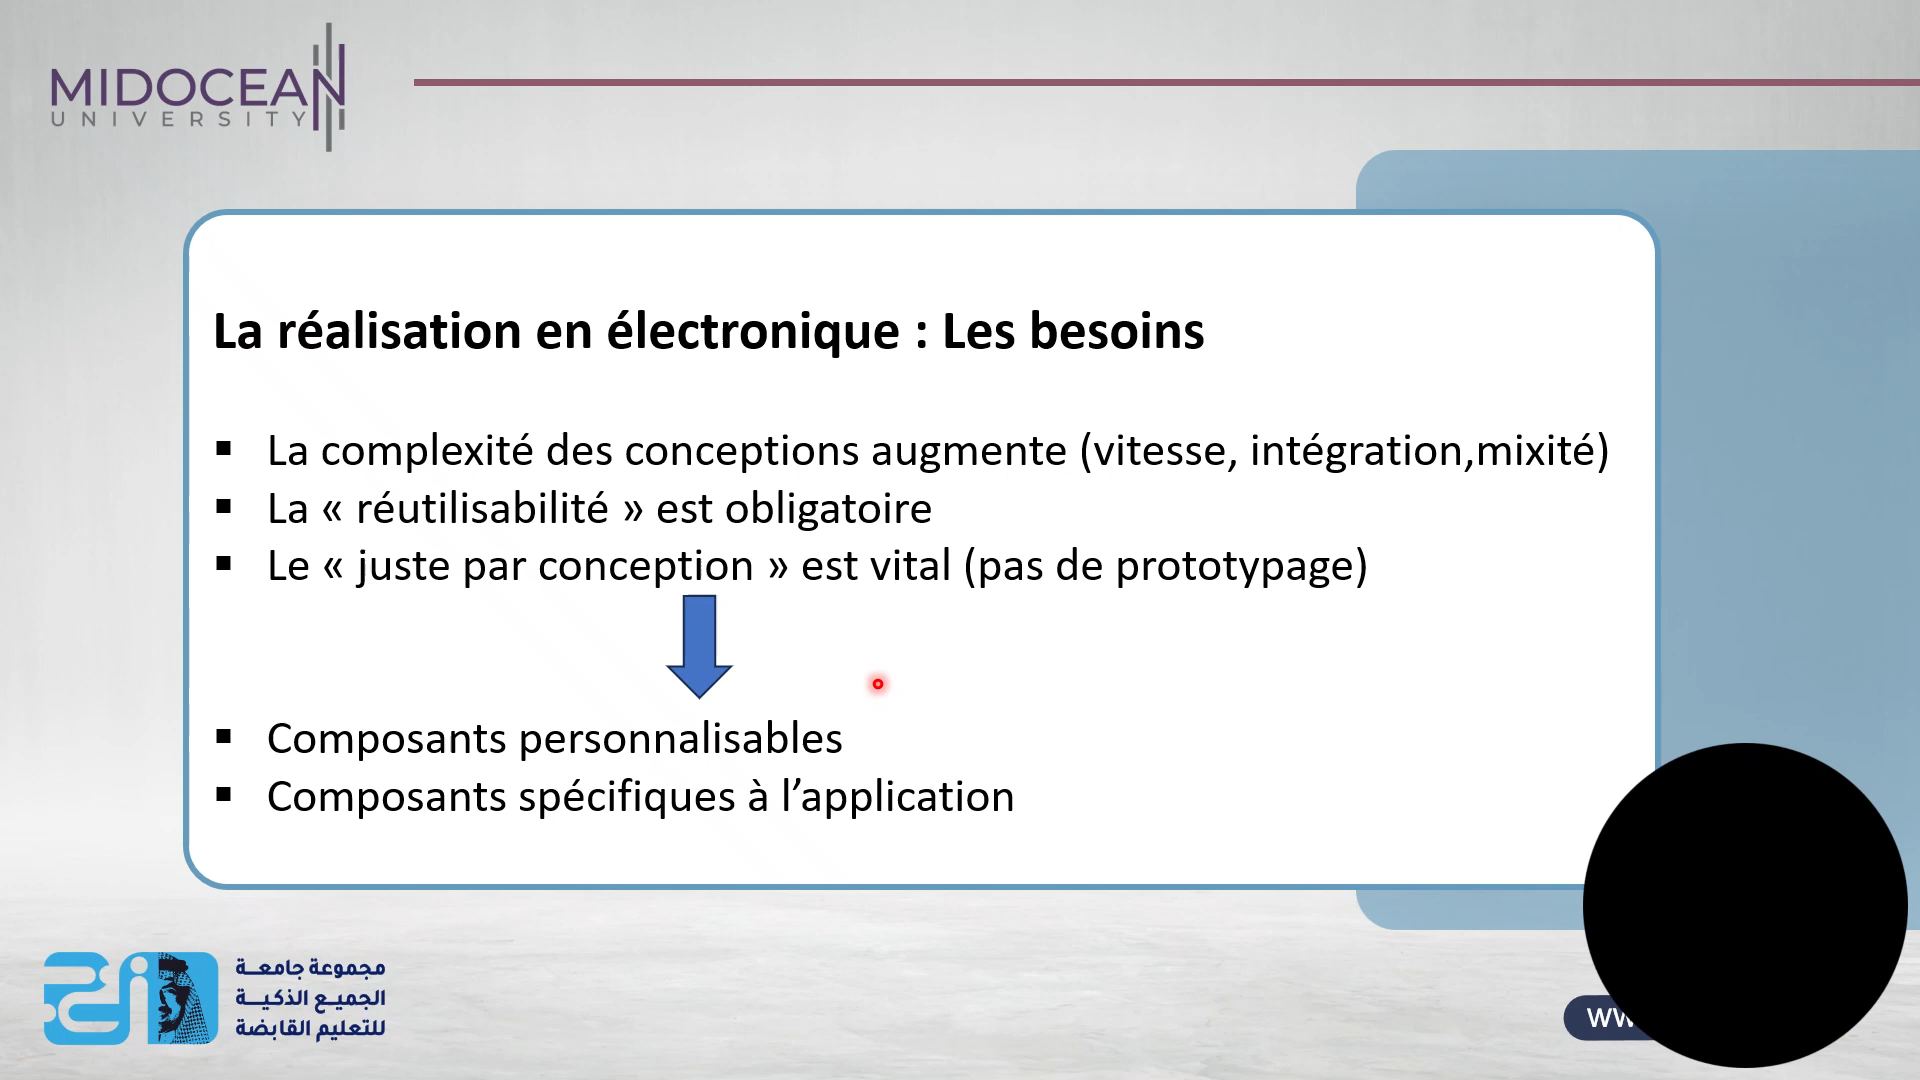 MIDOCEAN
UNIVERSITY
La réalisation en électronique : Les besoins
▪ La complexité des conceptions augmente (vitesse, intégration,mixité)
▪ La « réutilisabilité » est obligatoire
▪ Le « juste par conception » est vital (pas de prototypage)
▪ Composants personnalisables
▪ Composants spécifiques à l’application
مجموعة جامعة
الجميع الذكية
للتعليم القابضة